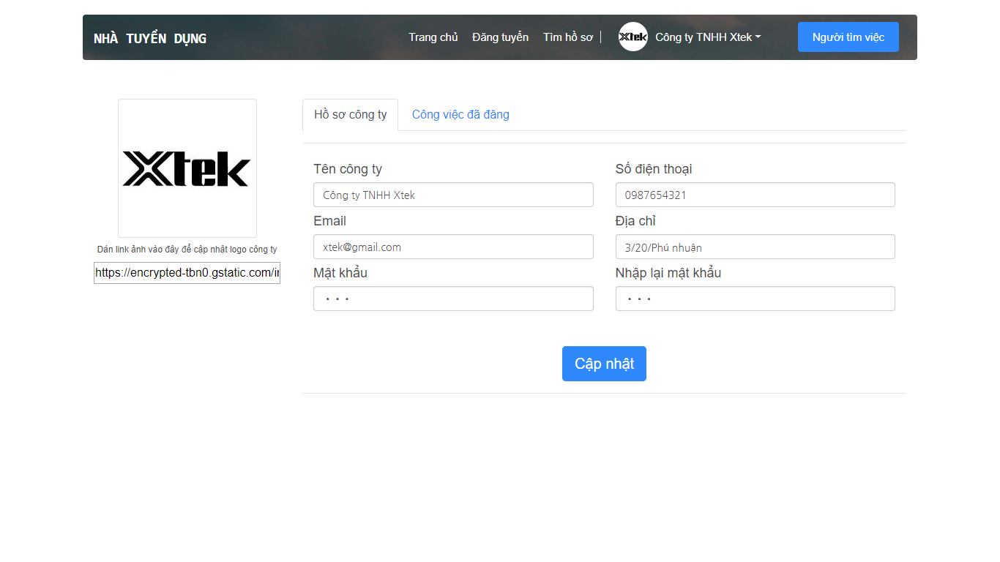 NHÀ TUYỂN DỤNG
Trang chủ Đăng tuyển Tìm hồ sơ | Xtek Công ty TNHH Xtek Người tìm việc
Xtek
Dán link ảnh vào đây để cập nhật logo công ty
https://encrypted-tbn0.gstatic.com/i
Hồ sơ công ty Công việc đã đăng
Tên công ty Số điện thoại
Công ty TNHH Xtek 0987654321
Email Địa chỉ
xtek@gmail.com 3/20/Phú nhuận
Mật khẩu Nhập lại mật khẩu
• • • • • •
Cập nhật